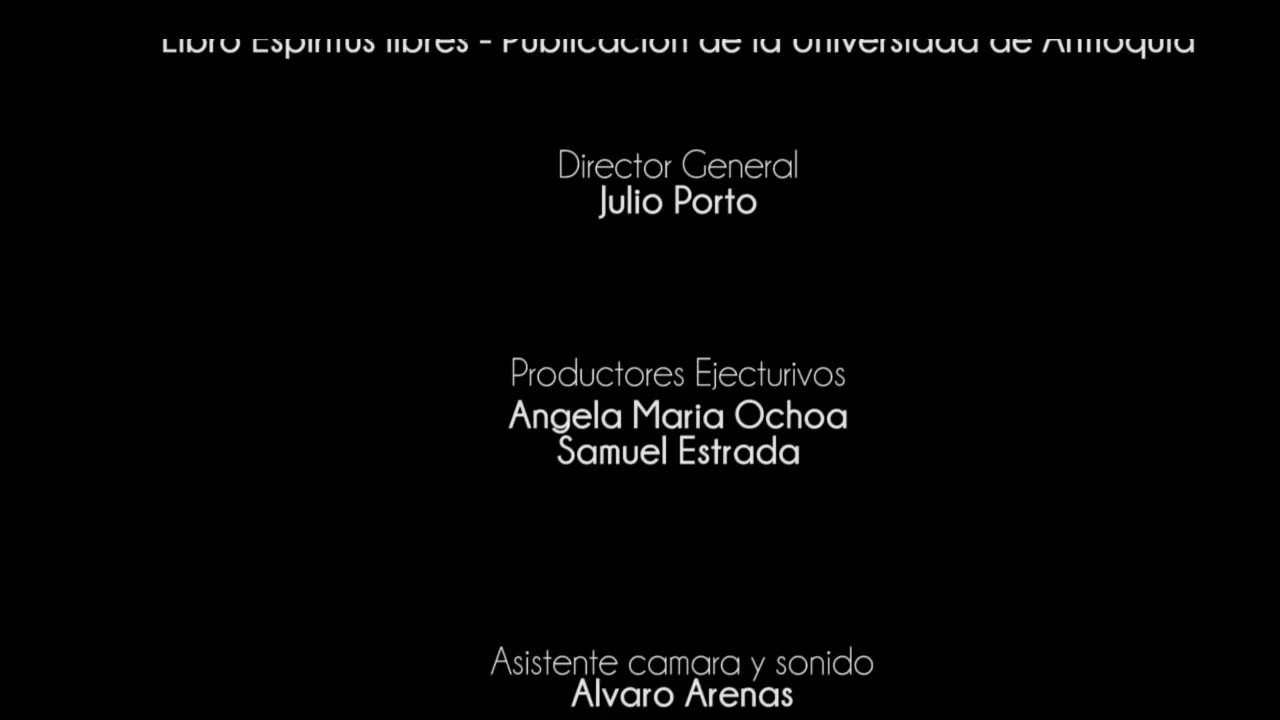 Libro Espiritus libres - Publicacion de la Universidad de Antioquia
Director General
Julio Porto
Productores Ejecturivos
Angela Maria Ochoa
Samuel Estrada
Asistente camara y sonido
Alvaro Arenas